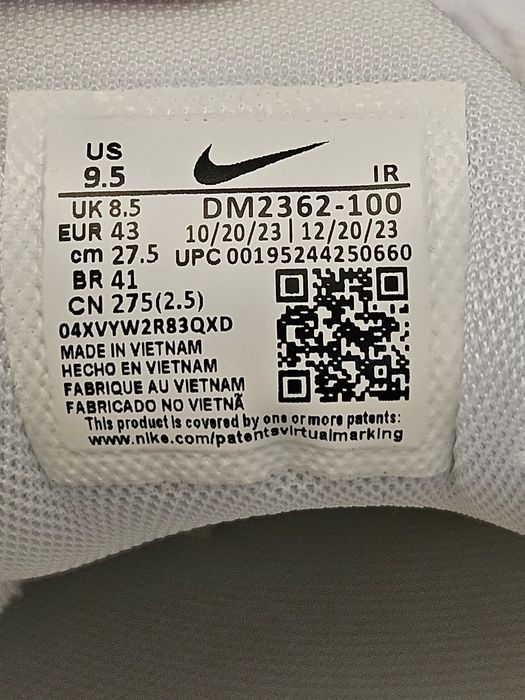 US
9.5
IR
UK 8.5
DM2362-100
EUR 43
10/20/23 | 12/20/23
cm 27.5
UPC 00195244250660
BR 41
CN 275(2.5)
04XVYW2R83QXD
MADE IN VIETNAM
HECHO EN VIETNAM
FABRIQUE AU VIETNAM
FABRICADO NO VIETNÃ
This product is covered by one or more patents:
www.nike.com/patentsvirtualmarking